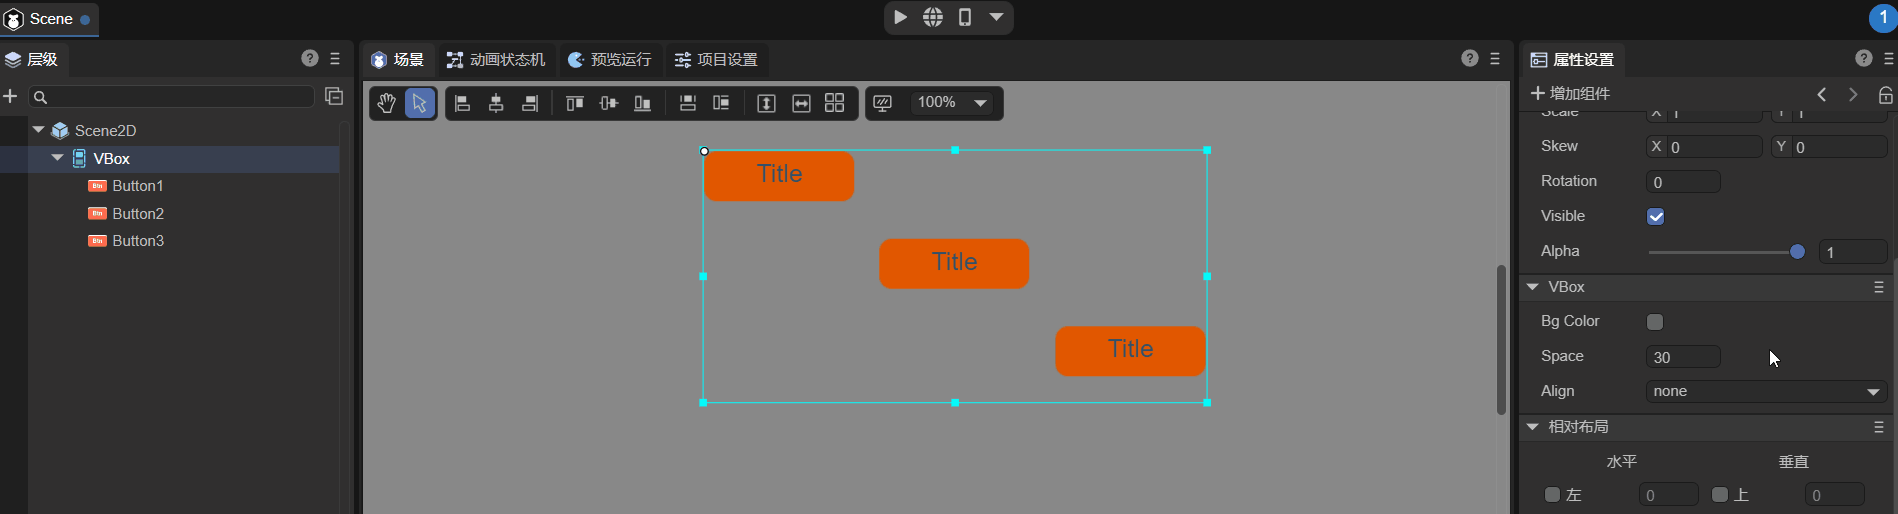 Scene
1
层级
Scene2D
VBox
Button1
Button2
Button3
场景
动画状态机
预览运行
项目设置
100%
Title
Title
Title
属性设置
增加组件
Scale X 1 Y 1
Skew X 0 Y 0
Rotation 0
Visible
Alpha 1
VBox
Bg Color
Space 30
Align none
相对布局
水平 垂直
左 0 上 0